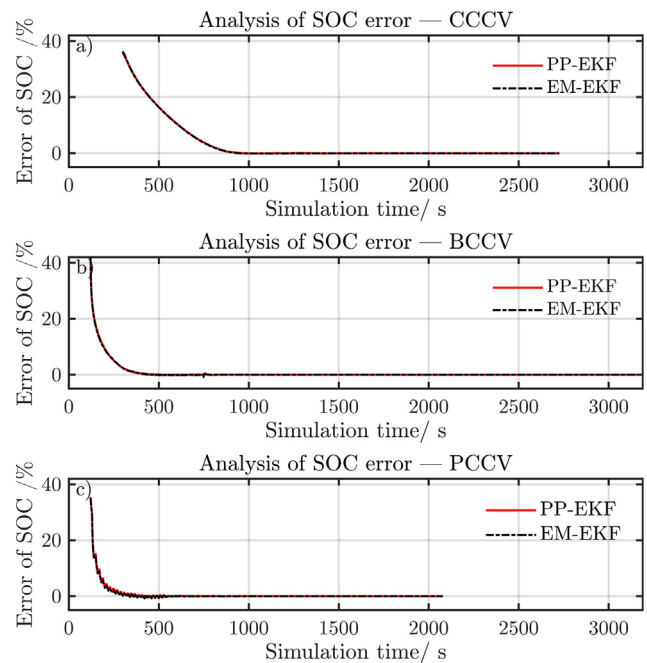 Analysis of SOC error — CCCV
Error of SOC /%
40
20
0
a)
PP-EKF
EM-EKF
0 500 1000 1500 2000 2500 3000
Simulation time/ s
Analysis of SOC error — BCCV
Error of SOC /%
40
20
0
b)
PP-EKF
EM-EKF
0 500 1000 1500 2000 2500 3000
Simulation time/ s
Analysis of SOC error — PCCV
Error of SOC /%
40
20
0
c)
PP-EKF
EM-EKF
0 500 1000 1500 2000 2500 3000
Simulation time/ s